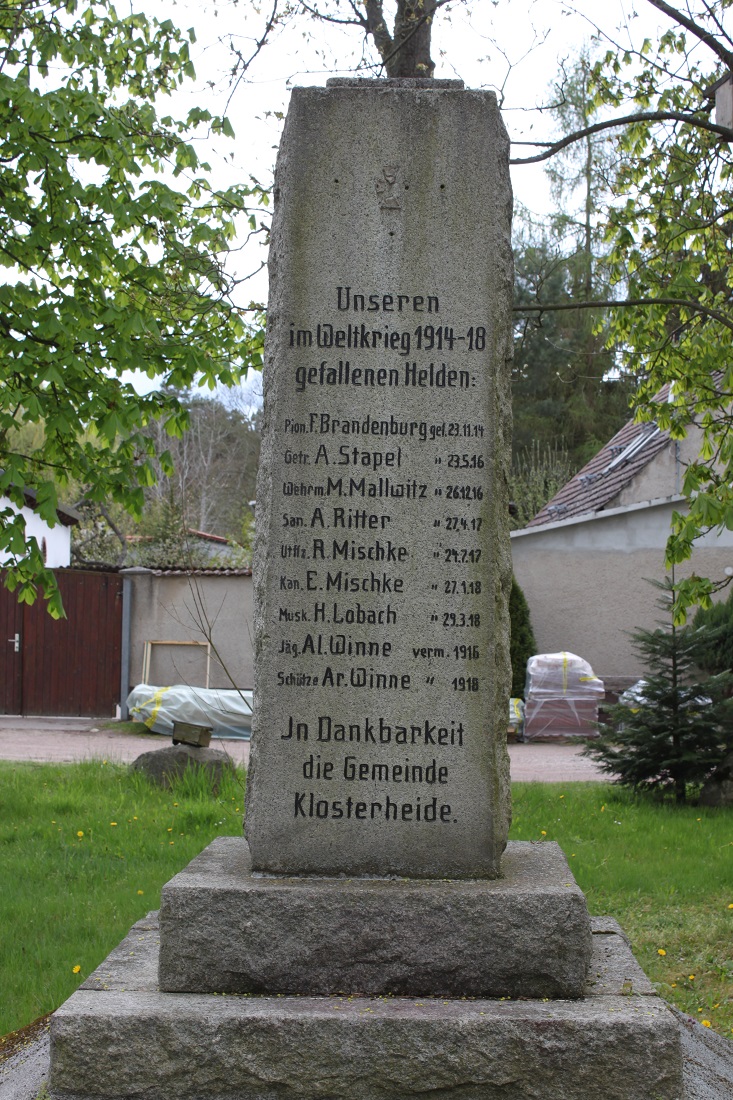 Unseren
im Weltkrieg 1914-18
gefallenen Helden:
Pion. F. Brandenburg gef. 23.11.14
Gefr. A. Stapel " 23.5.16
Wehrm. M. Mallwitz " 26.12.16
San. A. Ritter " 27.4.17
Utffz. R. Mischke " 24.7.17
Kan. E. Mischke " 27.1.18
Musk. H. Lobach " 29.3.18
Jäg. Al. Winne verm. 1916
Schütze Ar. Winne " 1918
In Dankbarkeit
die Gemeinde
Klosterheide.